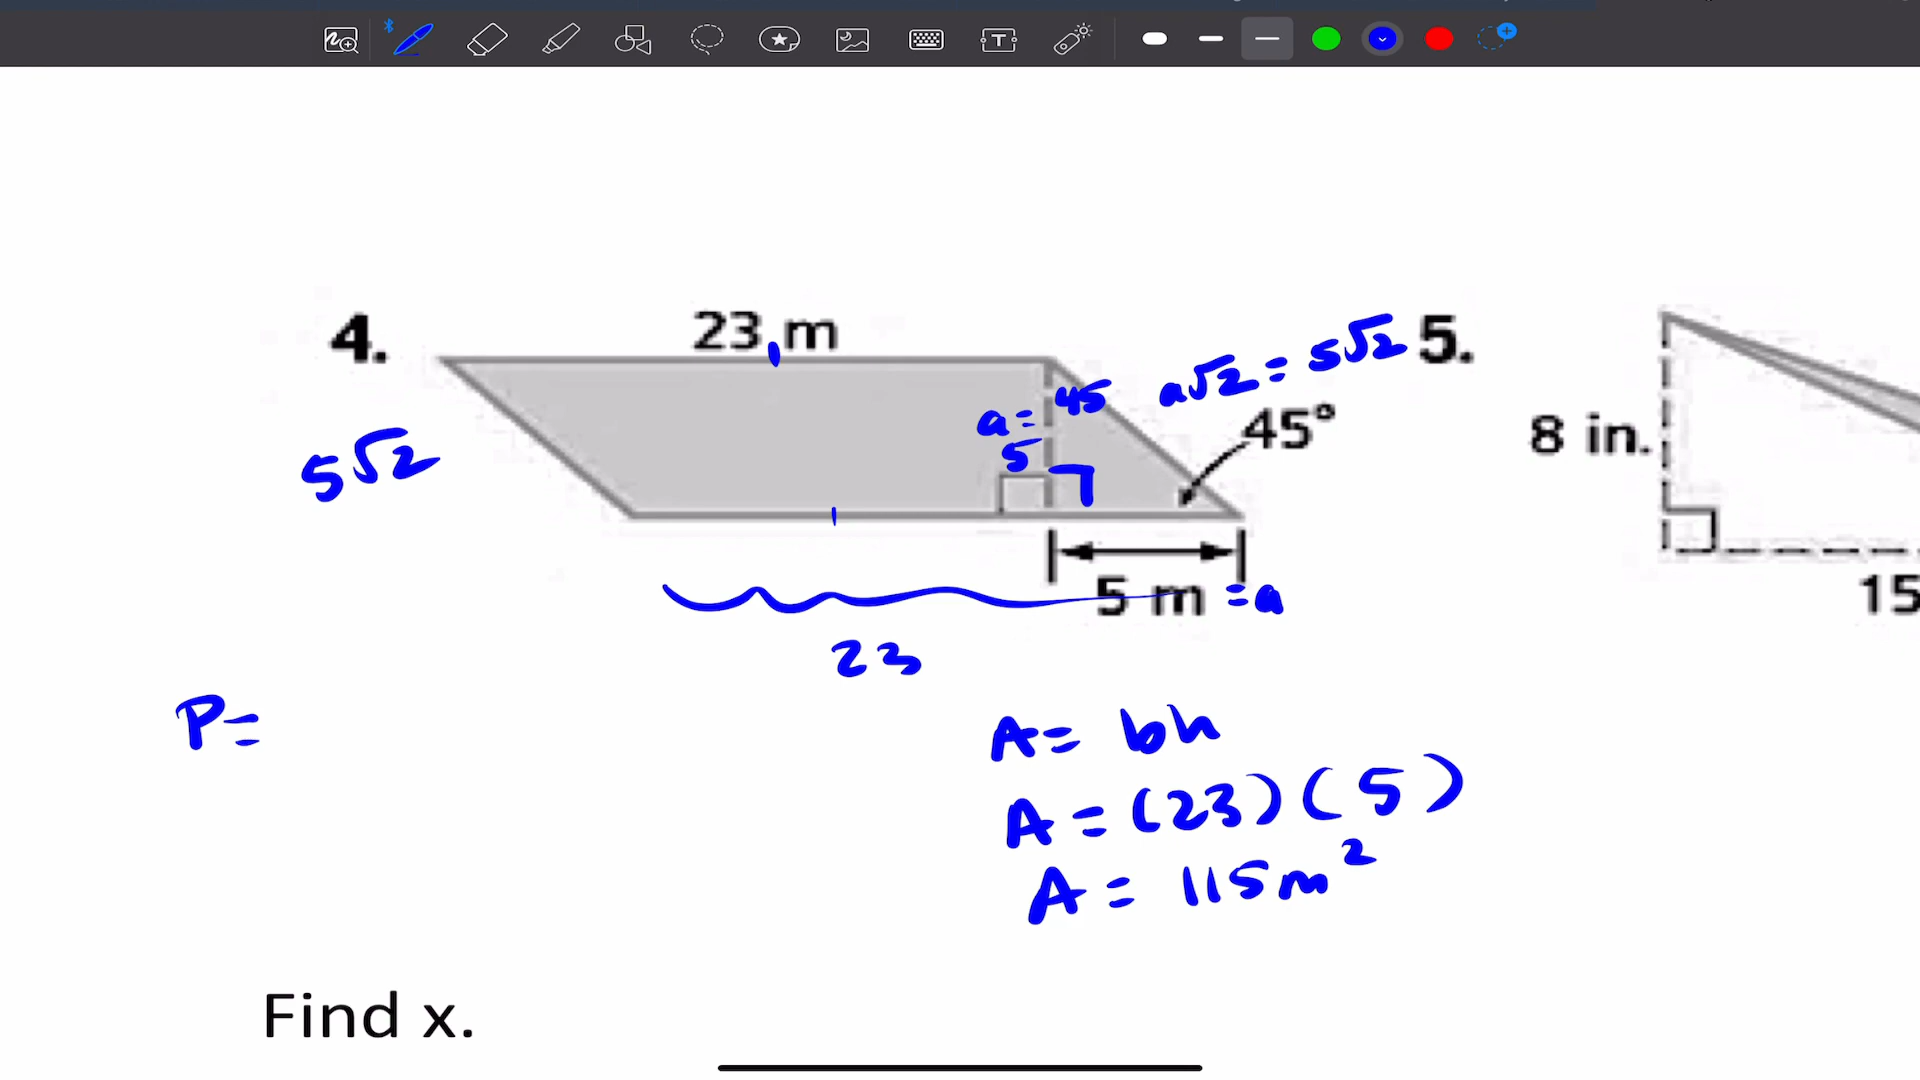 4.
23 m
a√2 = 5√2
5.
45
45°
a =
5
5√2
8 in.
5 m = a
15
23
P=
A = bh
A = (23)(5)
A = 115m²
Find x.